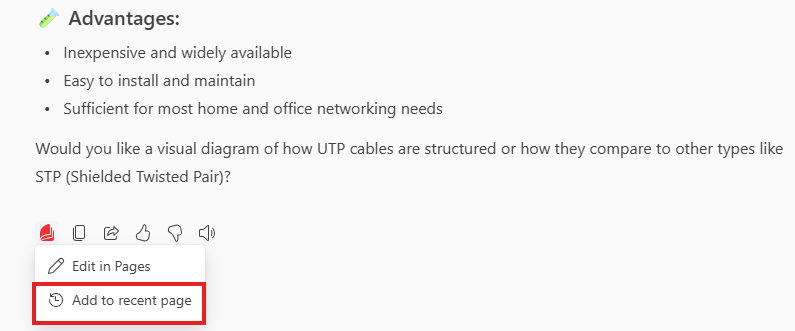 Advantages:
• Inexpensive and widely available
• Easy to install and maintain
• Sufficient for most home and office networking needs
Would you like a visual diagram of how UTP cables are structured or how they compare to other types like
STP (Shielded Twisted Pair)?
Edit in Pages
Add to recent page